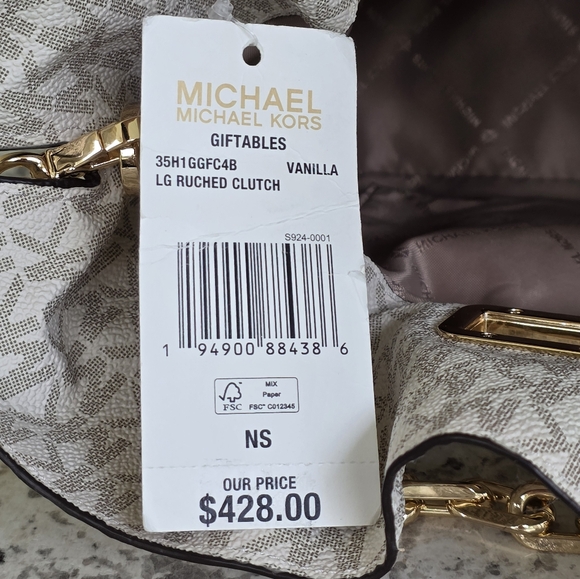 MICHAEL
MICHAEL KORS
GIFTABLES
35H1GGFC4B VANILLA
LG RUCHED CLUTCH
S924-0001
1 94900 88438 6
FSC
MIX
Paper
FSC™ C012345
NS
OUR PRICE
$428.00